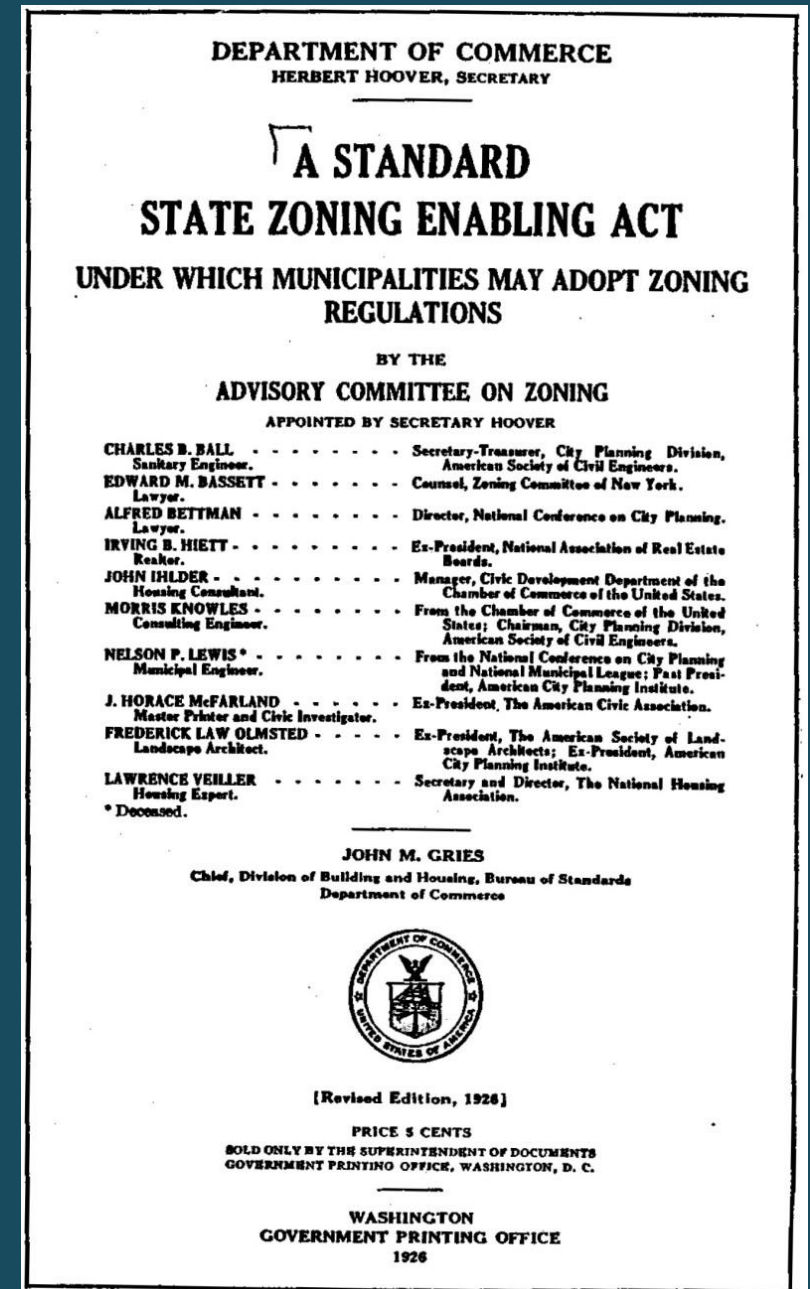 DEPARTMENT OF COMMERCE
HERBERT HOOVER, SECRETARY
A STANDARD
STATE ZONING ENABLING ACT
UNDER WHICH MUNICIPALITIES MAY ADOPT ZONING
REGULATIONS
BY THE
ADVISORY COMMITTEE ON ZONING
APPOINTED BY SECRETARY HOOVER
CHARLES B. BALL - - - - - - - - Secretary-Treasurer, City Planning Division,
Sanitary Engineer. American Society of Civil Engineers.
EDWARD M. BASSETT - - - - - - - Counsel, Zoning Committee of New York.
Lawyer.
ALFRED BETTMAN - - - - - - - - Director, National Conference on City Planning.
Lawyer.
IRVING B. HIETT - - - - - - - - - Ex-President, National Association of Real Estate
Realtor. Boards.
JOHN IHLDER - - - - - - - - - - Manager, Civic Development Department of the
Housing Consultant. Chamber of Commerce of the United States.
MORRIS KNOWLES - - - - - - - - From the Chamber of Commerce of the United
Consulting Engineer. States; Chairman, City Planning Division,
American Society of Civil Engineers.
NELSON P. LEWIS * - - - - - - - - From the National Conference on City Planning
Municipal Engineer. and National Municipal League; Past Presi-
dent, American City Planning Institute.
J. HORACE McFARLAND - - - - - - Ex-President, The American Civic Association.
Master Printer and Civic Investigator.
FREDERICK LAW OLMSTED - - - - - Ex-President, The American Society of Land-
Landscape Architect. scape Architects; Ex-President, American
City Planning Institute.
LAWRENCE VEILLER - - - - - - - Secretary and Director, The National Housing
Housing Expert. Association.
* Deceased.
JOHN M. GRIES
Chief, Division of Building and Housing, Bureau of Standards
Department of Commerce
DEPARTMENT OF COMMERCE
UNITED STATES OF AMERICA
[Revised Edition, 1926]
PRICE 5 CENTS
SOLD ONLY BY THE SUPERINTENDENT OF DOCUMENTS
GOVERNMENT PRINTING OFFICE, WASHINGTON, D. C.
WASHINGTON
GOVERNMENT PRINTING OFFICE
1926